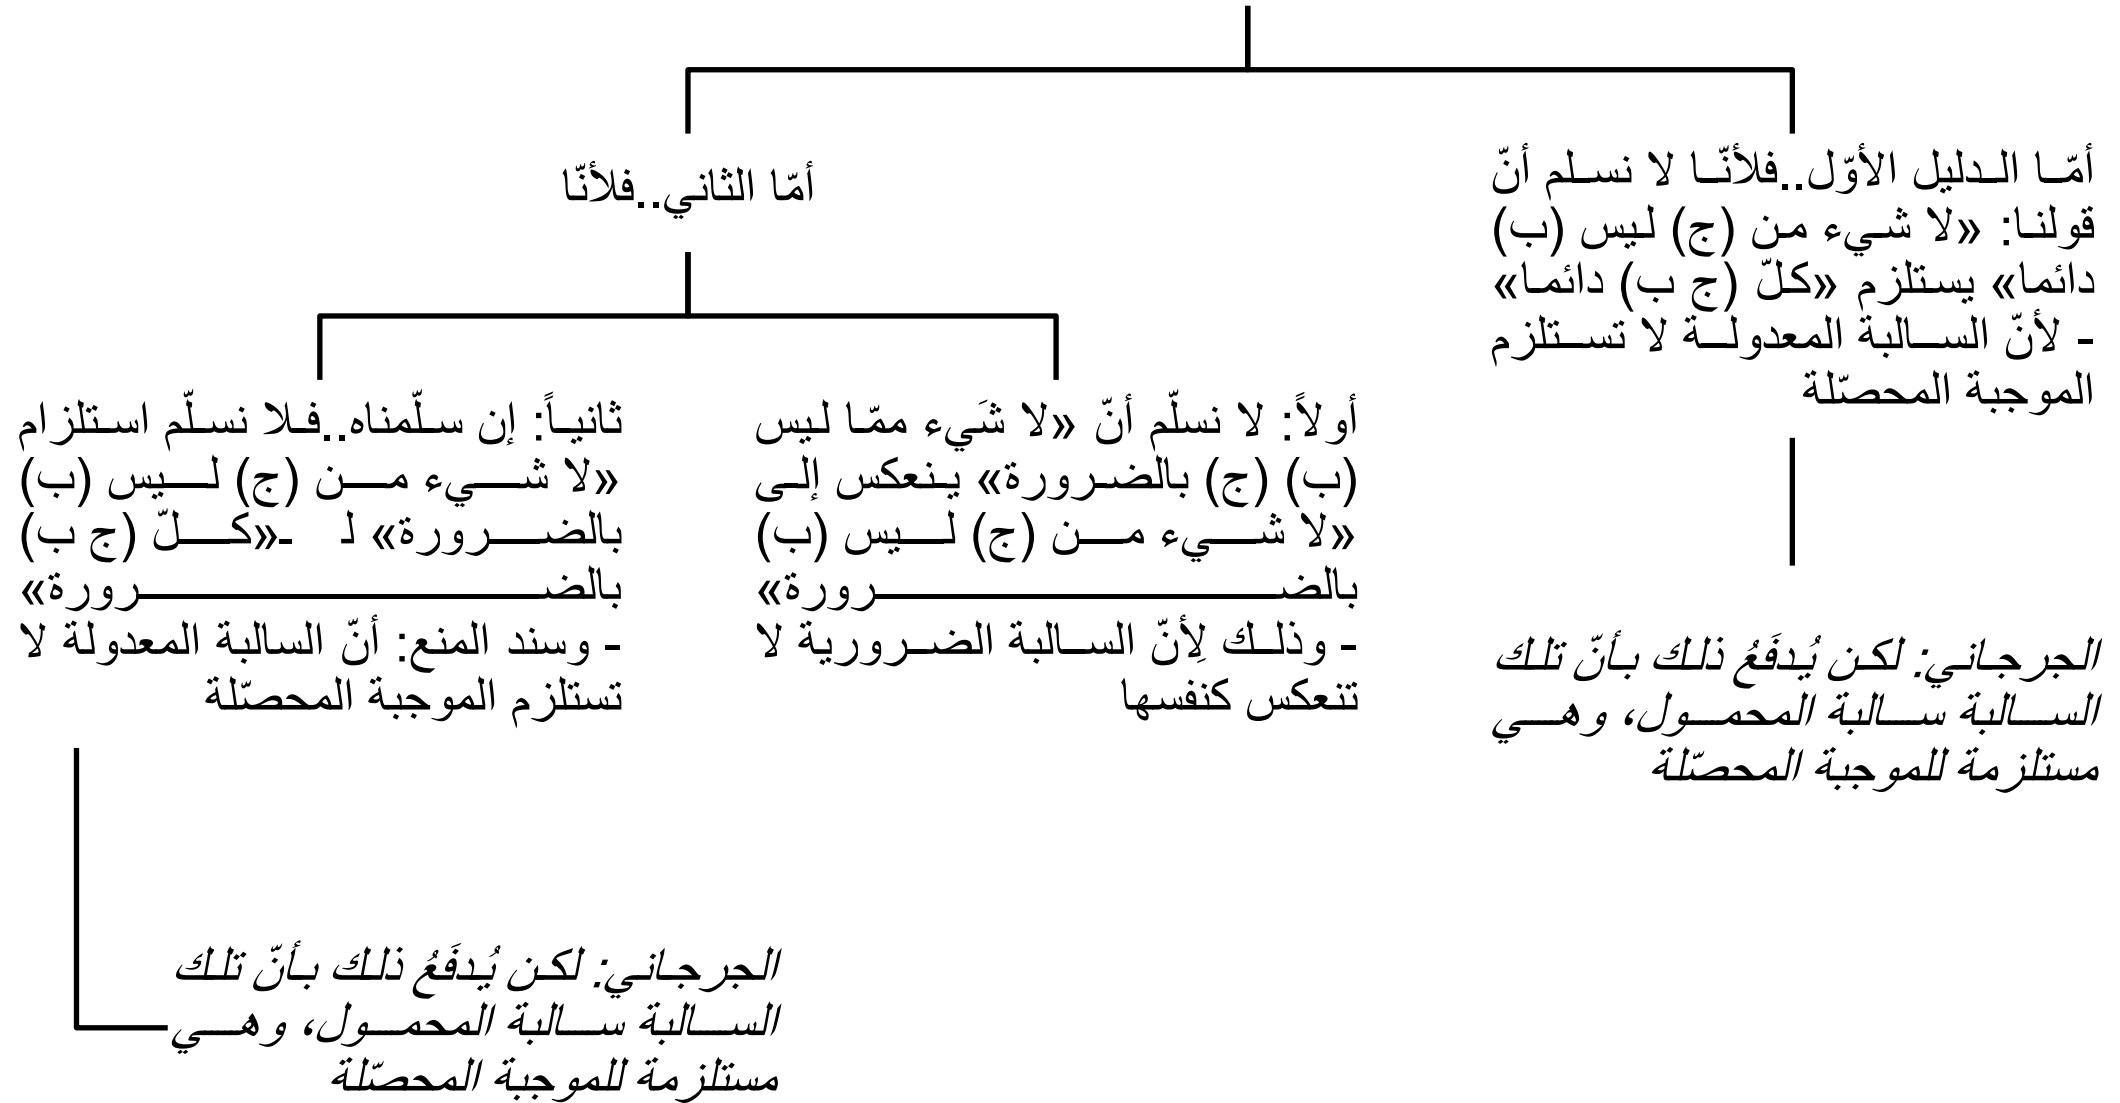 أمّا الدليل الأوّل..فلأنّا لا نسلم أنّ
قولنا: «لا شيء من (ج) ليس (ب)
دائما» يستلزم «كلّ (ج ب) دائما»
- لأنّ السالبة المعدولة لا تستلزم
الموجبة المحصّلة
الجرجاني: لكن يُدفَعُ ذلك بأنّ تلك
السالبة سالبة المحمول، وهي
مستلزمة للموجبة المحصّلة
أمّا الثاني..فلأنّا
أولاً: لا نسلّم أنّ «لا شَيء ممّا ليس
(ب) (ج) بالضرورة» ينعكس إلى
«لا شيء من (ج) ليس (ب)
بالضرورة»
- وذلك لِأنّ السالبة الضرورية لا
تنعكس كنفسها
ثانياً: إن سلّمناه..فلا نسلّم استلزام
«لا شيء من (ج) ليس (ب)
بالضرورة» لـ «كلّ (ج ب)
بالضرورة»
- وسند المنع: أنّ السالبة المعدولة لا
تستلزم الموجبة المحصّلة
الجرجاني: لكن يُدفَعُ ذلك بأنّ تلك
السالبة سالبة المحمول، وهي
مستلزمة للموجبة المحصّلة